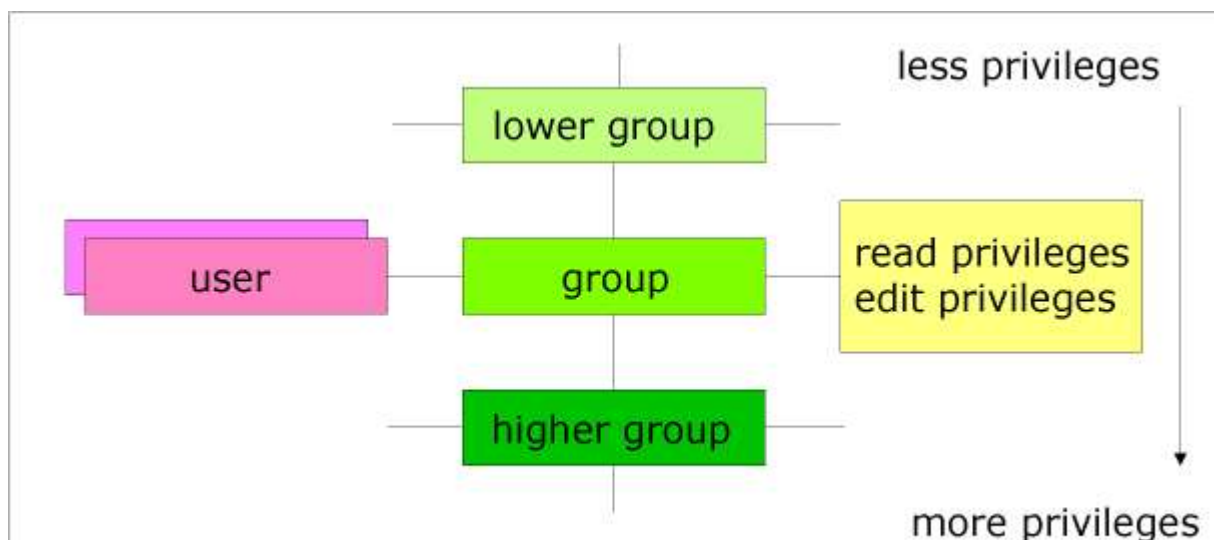 less privileges
lower group
user
group
read privileges
edit privileges
higher group
more privileges